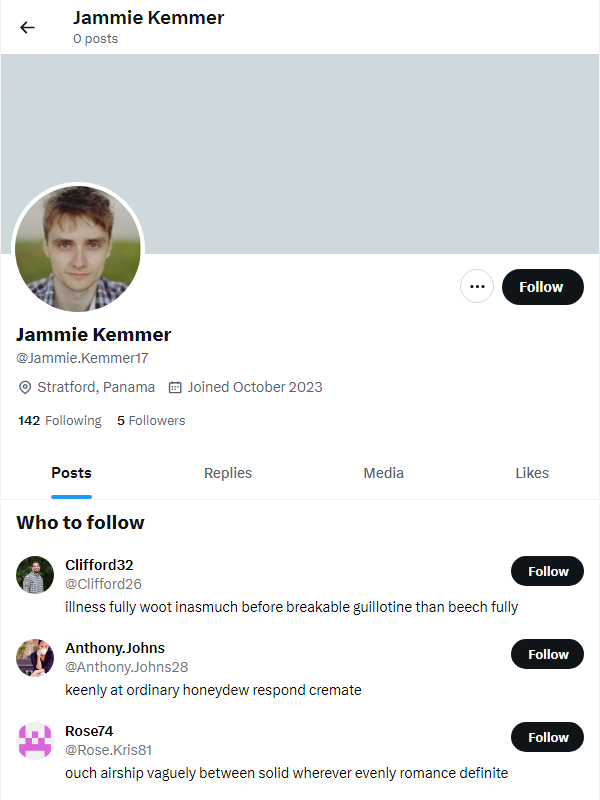 Jammie Kemmer
0 posts
Follow
Jammie Kemmer
@Jammie.Kemmer17
Stratford, Panama Joined October 2023
142 Following 5 Followers
Posts Replies Media Likes
Who to follow
Clifford32
@Clifford26
Follow
illness fully woot inasmuch before breakable guillotine than beech fully
Anthony.Johns
@Anthony.Johns28
Follow
keenly at ordinary honeydew respond cremate
Rose74
@Rose.Kris81
Follow
ouch airship vaguely between solid wherever evenly romance definite